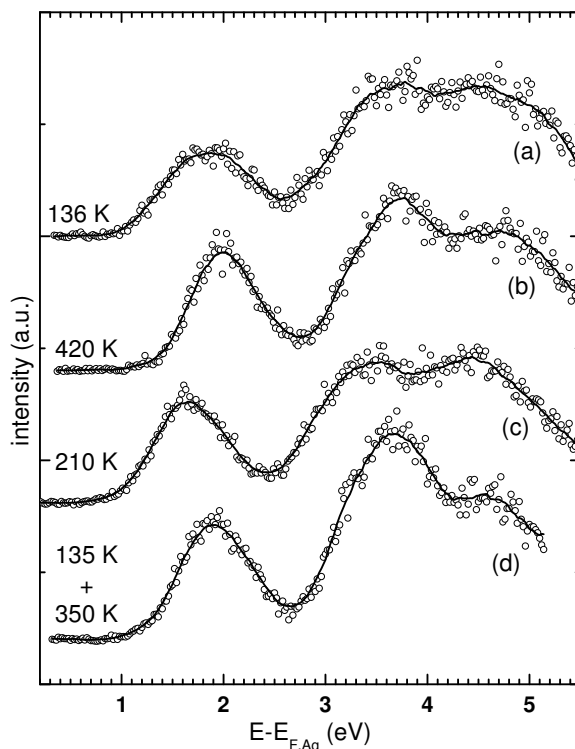 intensity (a.u.)
136 K
(a)
420 K
(b)
210 K
(c)
135 K
+
350 K
(d)
1 2 3 4 5
E-E_{F,Ag} (eV)